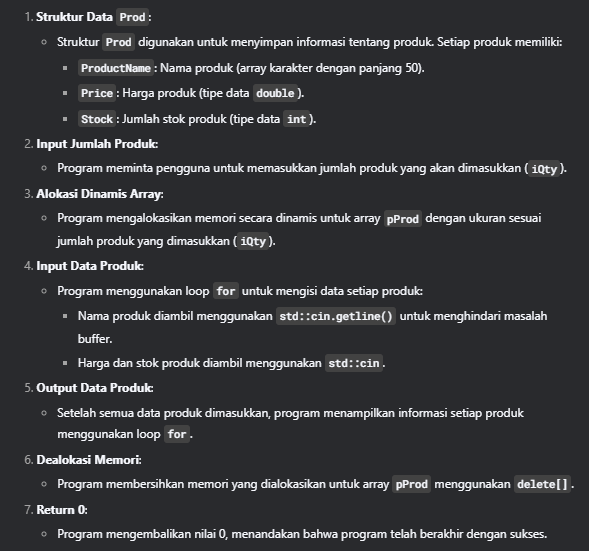 1. Struktur Data Prod:
Struktur Prod digunakan untuk menyimpan informasi tentang produk. Setiap produk memiliki:
ProductName: Nama produk (array karakter dengan panjang 50).
Price: Harga produk (tipe data double).
Stock: Jumlah stok produk (tipe data int).
2. Input Jumlah Produk:
Program meminta pengguna untuk memasukkan jumlah produk yang akan dimasukkan (iQty).
3. Alokasi Dinamis Array:
Program mengalokasikan memori secara dinamis untuk array pProd dengan ukuran sesuai
jumlah produk yang dimasukkan (iQty).
4. Input Data Produk:
Program menggunakan loop for untuk mengisi data setiap produk:
Nama produk diambil menggunakan std::cin.getline() untuk menghindari masalah
buffer.
Harga dan stok produk diambil menggunakan std::cin.
5. Output Data Produk:
Setelah semua data produk dimasukkan, program menampilkan informasi setiap produk
menggunakan loop for.
6. Dealokasi Memori:
Program membersihkan memori yang dialokasikan untuk array pProd menggunakan delete[].
7. Return 0:
Program mengembalikan nilai 0, menandakan bahwa program telah berakhir dengan sukses.